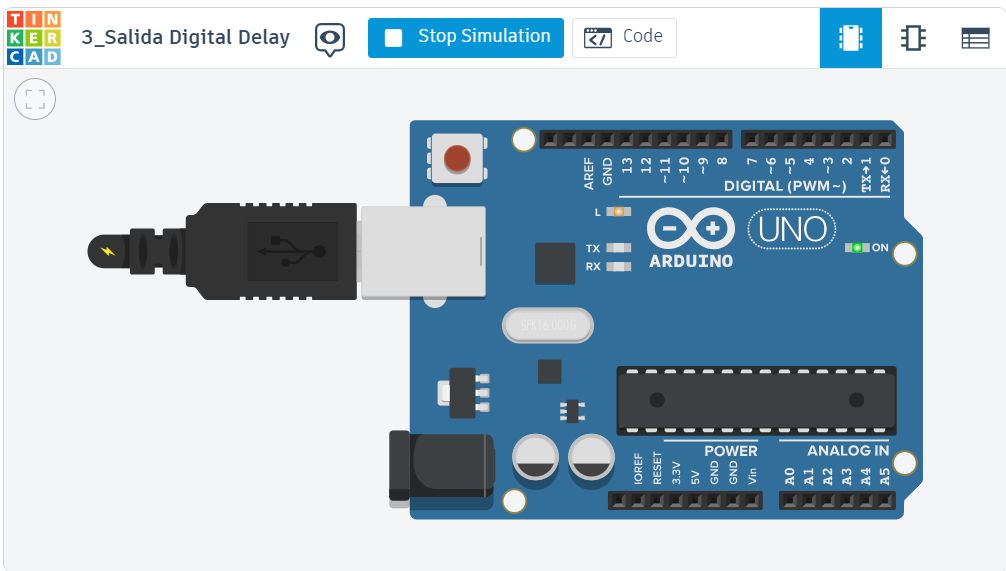 TIN
KER
CAD
3_Salida Digital Delay
Stop Simulation
Code
AREF
GND
13
12
~11
~10
~9
8
7
~6
~5
4
~3
2
TX→1
RX←0
DIGITAL (PWM~)
L
TX
RX
ARDUINO
UNO
ON
SPK16.000G
POWER
ANALOG IN
IOREF
RESET
3.3V
5V
GND
GND
Vin
A0
A1
A2
A3
A4
A5